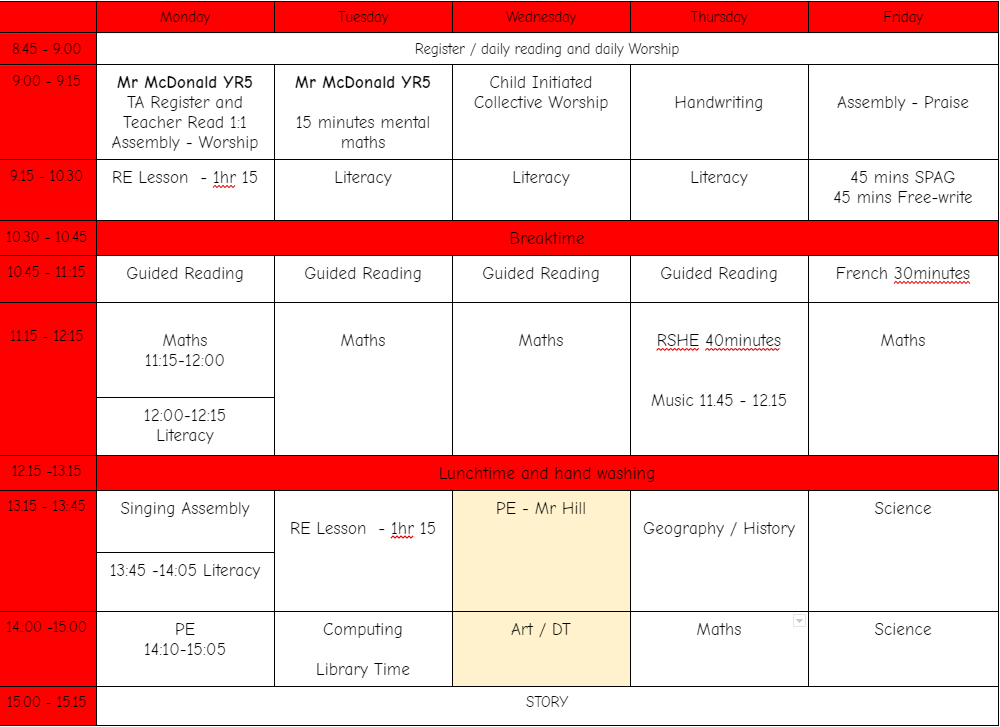 Monday Tuesday Wednesday Thursday Friday
8:45 - 9:00 Register / daily reading and daily Worship
9:00 - 9:15
Mr McDonald YR5
TA Register and
Teacher Read 1:1
Assembly - Worship
Mr McDonald YR5
15 minutes mental
maths
Child Initiated
Collective Worship
Handwriting
Assembly - Praise
9.15 - 10.30
RE Lesson - 1hr 15
Literacy
Literacy
Literacy
45 mins SPAG
45 mins Free-write
10.30 - 10.45 Breaktime
10.45 - 11:15
Guided Reading
Guided Reading
Guided Reading
Guided Reading
French 30minutes
11:15 - 12:15
Maths
11:15-12:00
12:00-12:15
Literacy
Maths
Maths
RSHE 40minutes
Music 11.45 - 12.15
Maths
12.15 -13.15 Lunchtime and hand washing
13.15 - 13:45
Singing Assembly
13:45 -14:05 Literacy
RE Lesson - 1hr 15
PE - Mr Hill
Geography / History
Science
14:00 -15:00
PE
14:10-15:05
Computing
Library Time
Art / DT
Maths
Science
15:00 - 15:15 STORY